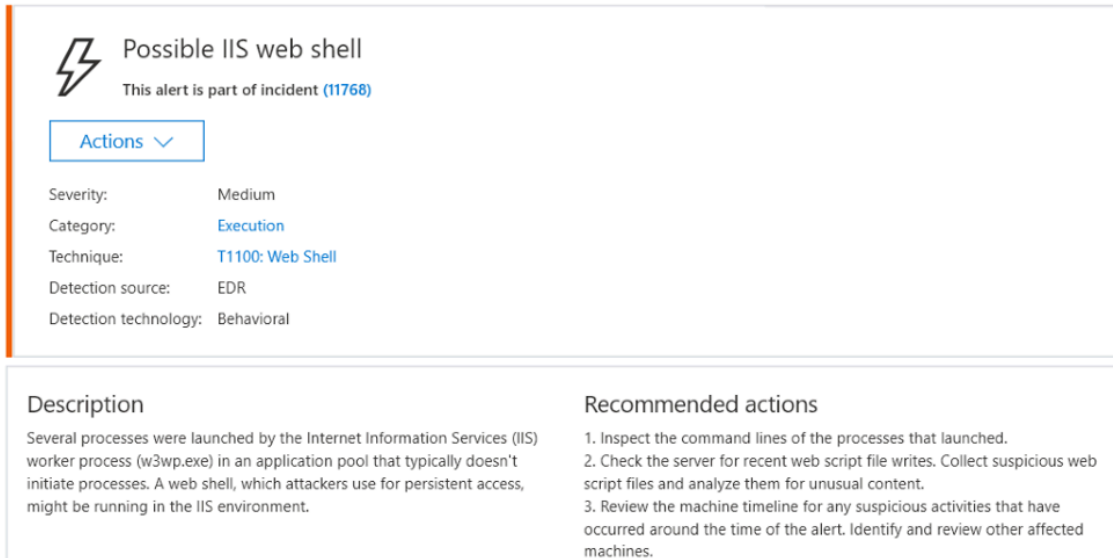 Possible IIS web shell
This alert is part of incident (11768)
Actions
Severity: Medium
Category: Execution
Technique: T1100: Web Shell
Detection source: EDR
Detection technology: Behavioral
Description
Several processes were launched by the Internet Information Services (IIS)
worker process (w3wp.exe) in an application pool that typically doesn't
initiate processes. A web shell, which attackers use for persistent access,
might be running in the IIS environment.
Recommended actions
1. Inspect the command lines of the processes that launched.
2. Check the server for recent web script file writes. Collect suspicious web
script files and analyze them for unusual content.
3. Review the machine timeline for any suspicious activities that have
occurred around the time of the alert. Identify and review other affected
machines.